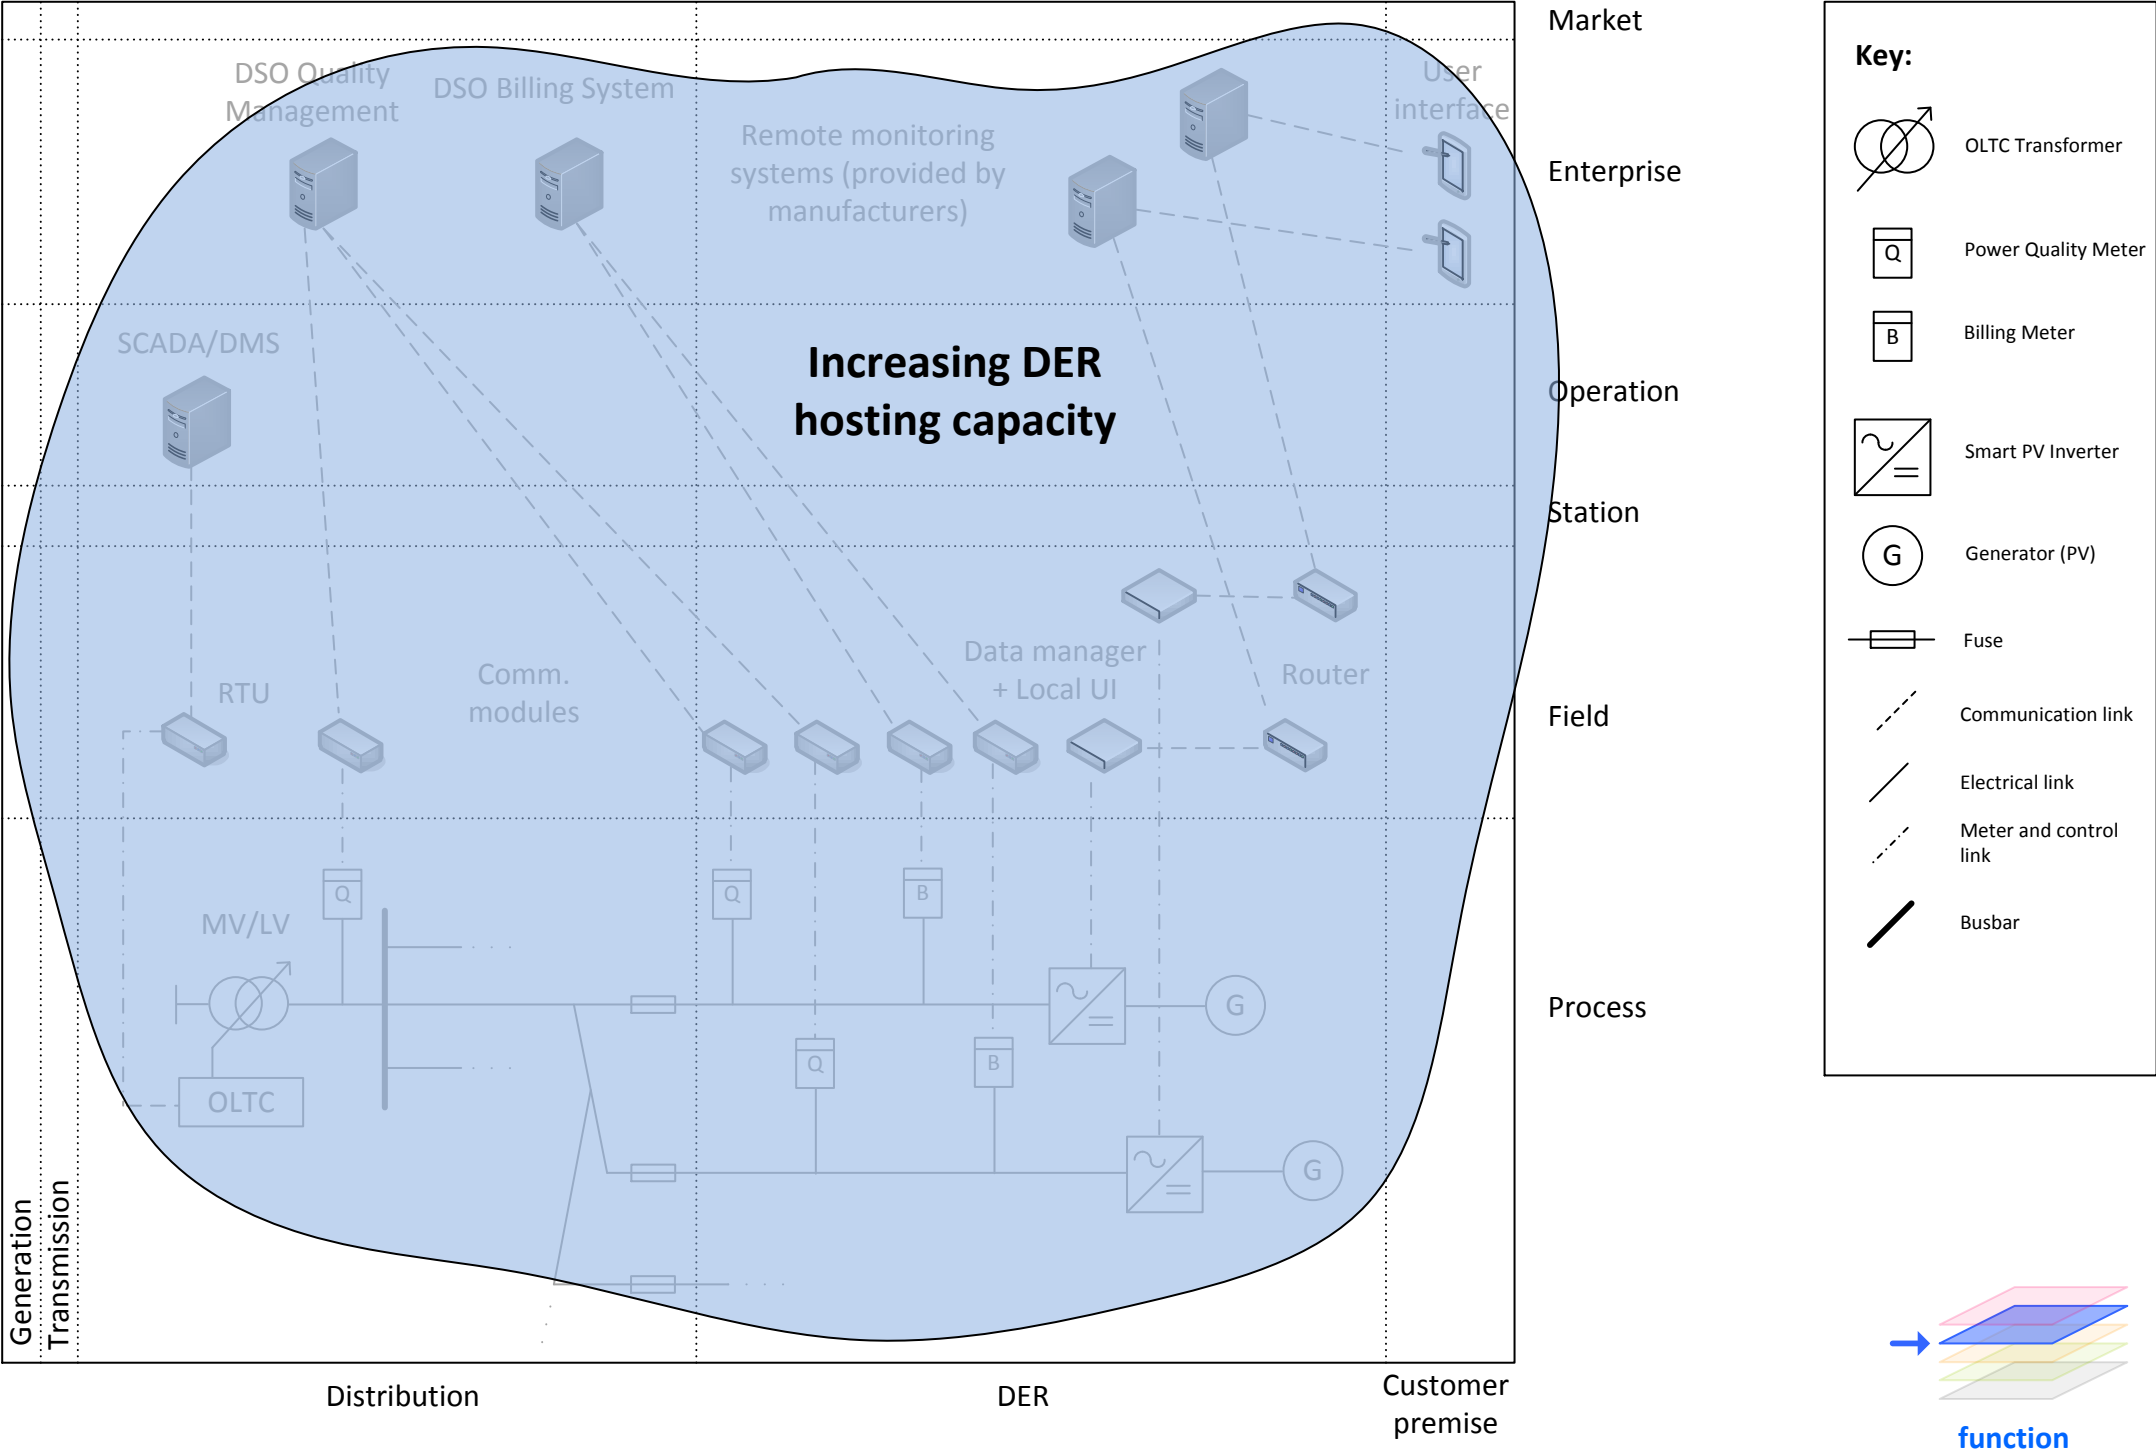 Market
Key:
DSO Quality
Management
DSO Billing System
User
interface
Remote monitoring
systems (provided by
manufacturers)
Enterprise
OLTC Transformer
Q
Power Quality Meter
B
Billing Meter
SCADA/DMS
Increasing DER
hosting capacity
Operation
Smart PV Inverter
Station
G
Generator (PV)
Fuse
RTU
Comm.
modules
Data manager
+ Local UI
Router
Field
Communication link
Electrical link
Meter and control
link
Busbar
Q
Q
B
MV/LV
G
Process
Q
B
OLTC
G
Generation
Transmission
Distribution
DER
Customer
premise
function